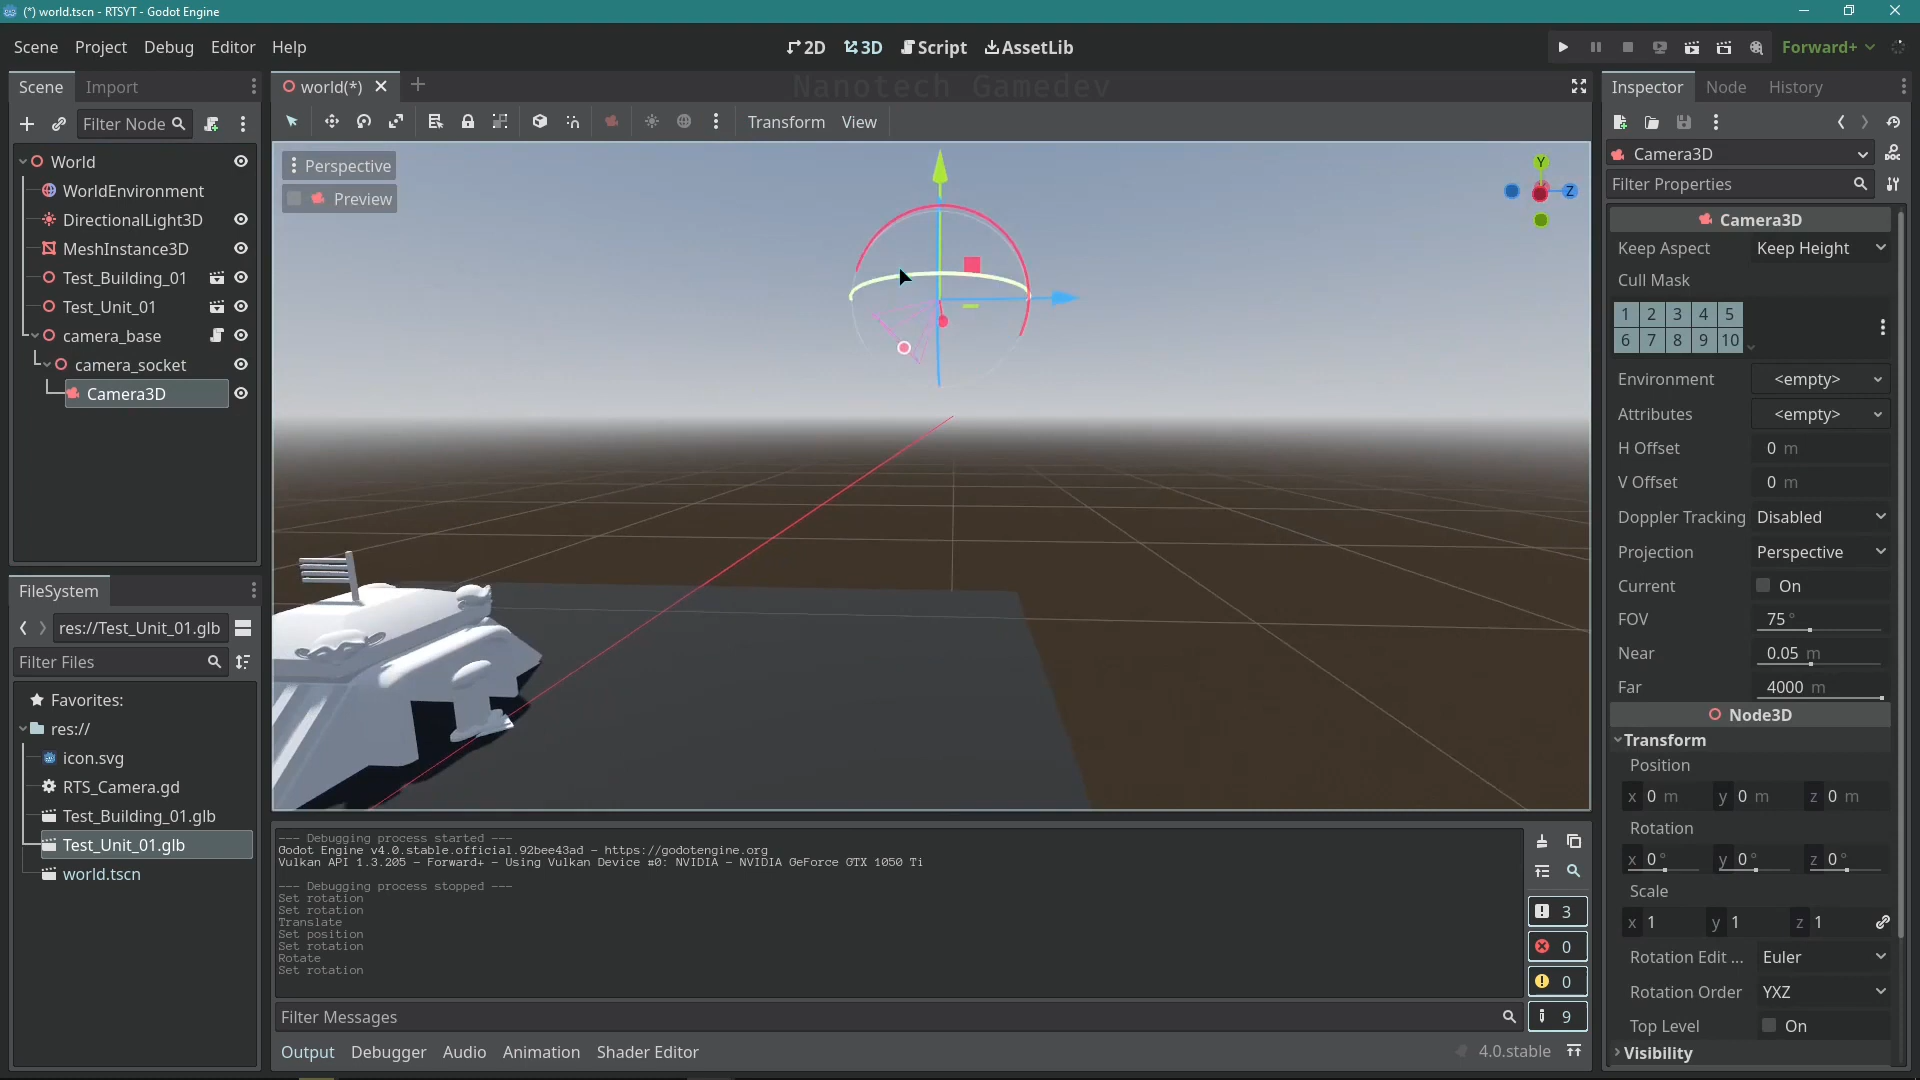 (*) world.tscn - RTSYT - Godot Engine
Scene Project Debug Editor Help
2D 3D Script AssetLib
Forward+
Scene Import
world(*)
Nanotech Gamedev
Inspector Node History
Filter Node
Transform View
Camera3D
Filter Properties
World
WorldEnvironment
DirectionalLight3D
MeshInstance3D
Test_Building_01
Test_Unit_01
camera_base
camera_socket
Camera3D
Perspective
Preview
Y
Z
Camera3D
Keep Aspect Keep Height
Cull Mask
1 2 3 4 5
6 7 8 9 10
Environment <empty>
Attributes <empty>
H Offset 0 m
V Offset 0 m
Doppler Tracking Disabled
Projection Perspective
Current On
FOV 75 °
Near 0.05 m
Far 4000 m
Node3D
Transform
Position
x 0 m y 0 m z 0 m
Rotation
x 0 ° y 0 ° z 0 °
Scale
x 1 y 1 z 1
Rotation Edit ... Euler
Rotation Order YXZ
Top Level On
Visibility
FileSystem
res://Test_Unit_01.glb
Filter Files
Favorites:
res://
icon.svg
RTS_Camera.gd
Test_Building_01.glb
Test_Unit_01.glb
world.tscn
--- Debugging process started ---
Godot Engine v4.0.stable.official.92bee43ad - https://godotengine.org
Vulkan API 1.3.205 - Forward+ - Using Vulkan Device #0: NVIDIA - NVIDIA GeForce GTX 1050 Ti
--- Debugging process stopped ---
Set rotation
Set rotation
Translate
Set position
Set rotation
Rotate
Set rotation
3
0
0
9
Filter Messages
Output Debugger Audio Animation Shader Editor
4.0.stable